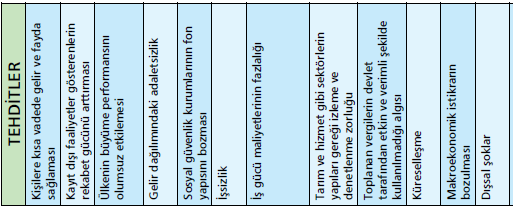 TEHDİTLER
Kişilere kısa vadede gelir ve fayda
sağlaması
Kayıt dışı faaliyetler gösterenlerin
rekabet gücünü arttırması
Ülkenin büyüme performansını
olumsuz etkilemesi
Gelir dağılımındaki adaletsizlik
Sosyal güvenlik kurumlarının fon
yapısını bozması
İşsizlik
İş gücü maliyetlerinin fazlalığı
Tarım ve hizmet gibi sektörlerin
yapıları gereği izleme ve
denetlenme zorluğu
Toplanan vergilerin devlet
tarafından etkin ve verimli şekilde
kullanılmadığı algısı
Küreselleşme
Makroekonomik istikrarın
bozulması
Dışsal şoklar